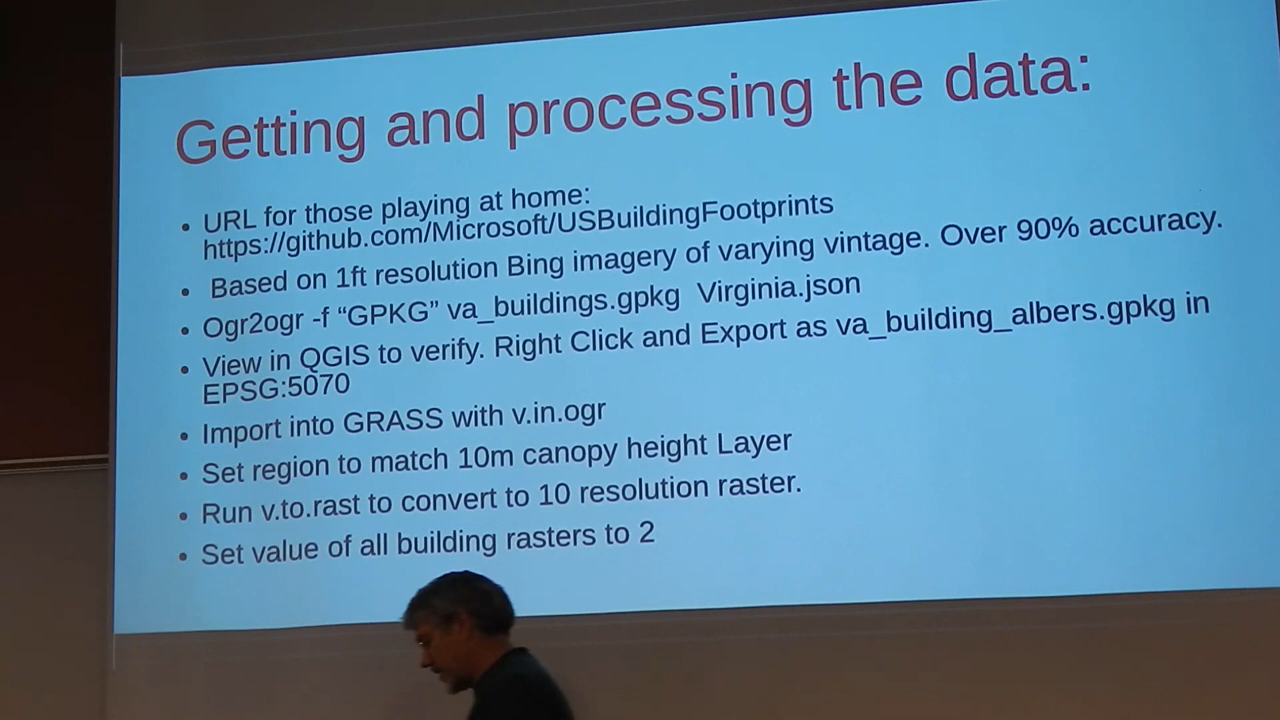 Getting and processing the data:
URL for those playing at home:
https://github.com/Microsoft/USBuildingFootprints
Based on 1ft resolution Bing imagery of varying vintage. Over 90% accuracy.
Ogr2ogr -f “GPKG” va_buildings.gpkg Virginia.json
View in QGIS to verify. Right Click and Export as va_building_albers.gpkg in
EPSG:5070
Import into GRASS with v.in.ogr
Set region to match 10m canopy height Layer
Run v.to.rast to convert to 10 resolution raster.
Set value of all building rasters to 2